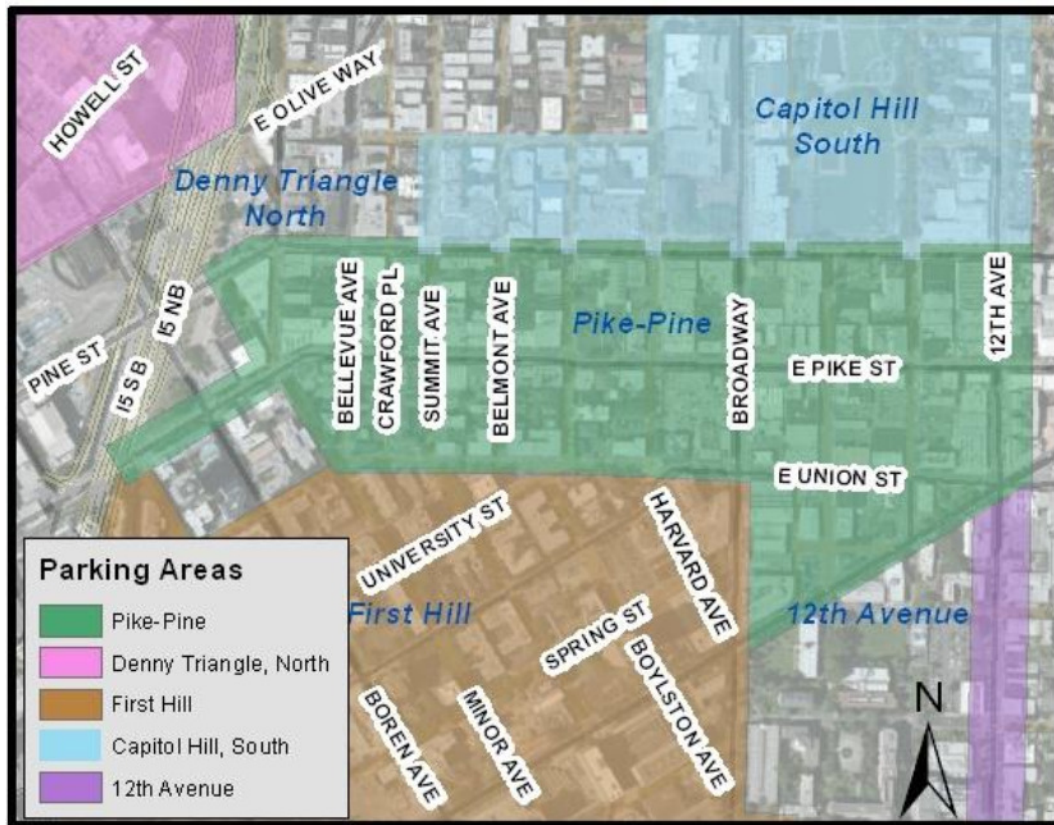 HOWELL ST
E OLIVE WAY
Capitol Hill
South
Denny Triangle
North
PINE ST
I5 SB
I5 NB
BELLEVUE AVE
CRAWFORD PL
SUMMIT AVE
BELMONT AVE
Pike-Pine
BROADWAY
E PIKE ST
12TH AVE
E UNION ST
UNIVERSITY ST
HARVARD AVE
First Hill
SPRING ST
12th Avenue
BOREN AVE
MINOR AVE
BOYLSTON AVE
N
Parking Areas
Pike-Pine
Denny Triangle, North
First Hill
Capitol Hill, South
12th Avenue